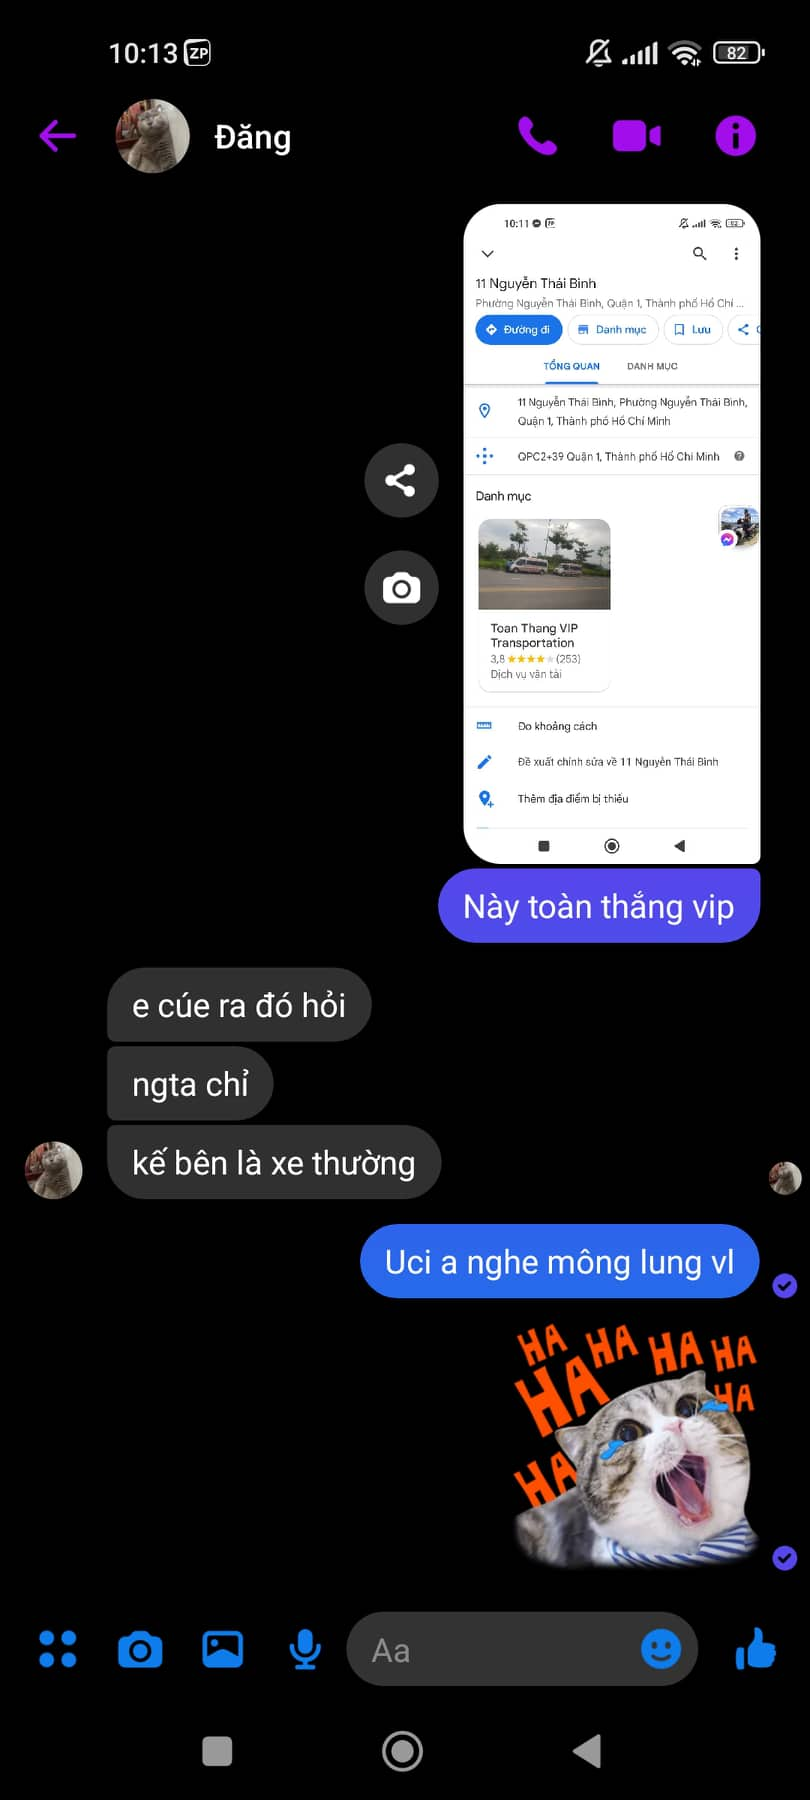 10:13
ZP
82
Đăng
10:11
11 Nguyễn Thái Bình
Phường Nguyễn Thái Bình, Quận 1, Thành phố Hồ Chí ...
Đường đi
Danh mục
Lưu
C
TỔNG QUAN
DANH MỤC
11 Nguyễn Thái Bình, Phường Nguyễn Thái Bình,
Quận 1, Thành phố Hồ Chí Minh
QPC2+39 Quận 1, Thành phố Hồ Chí Minh
Danh mục
Toan Thang VIP
Transportation
3,8 ★★★★★ (253)
Dịch vụ vận tải
Đo khoảng cách
Đề xuất chỉnh sửa về 11 Nguyễn Thái Bình
Thêm địa điểm bị thiếu
Này toàn thắng vip
e cúe ra đó hỏi
ngta chỉ
kế bên là xe thường
Uci a nghe mông lung vl
HA HA HA HA
HA HA
HA
Aa